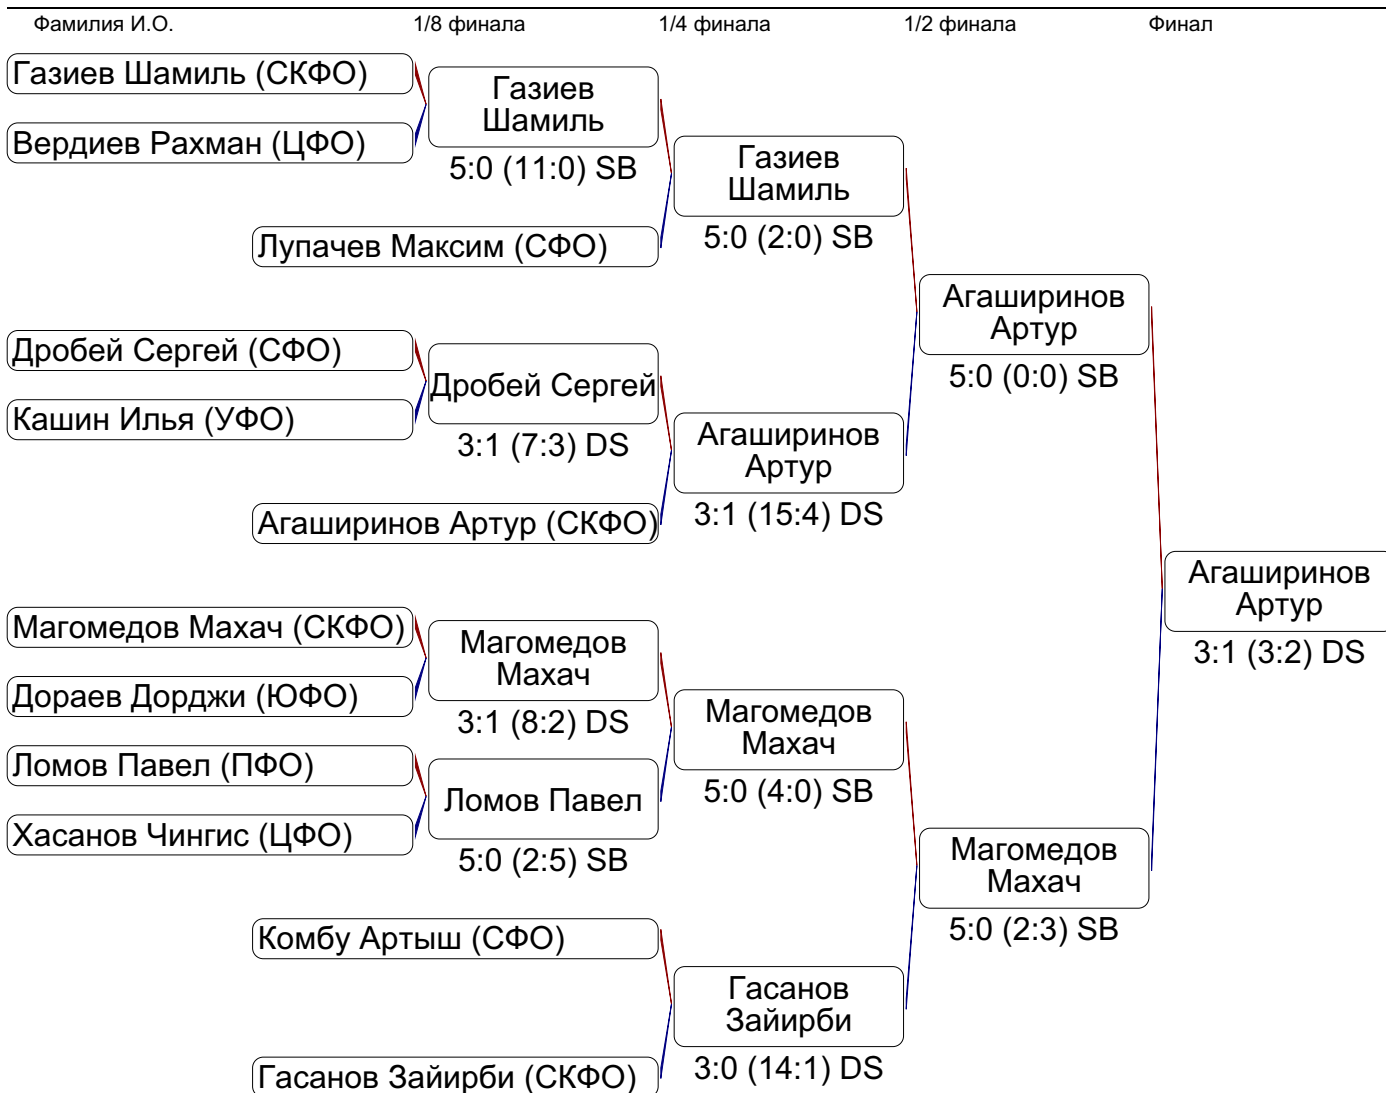 Фамилия И.О. 1/8 финала 1/4 финала 1/2 финала Финал
Газиев Шамиль (СКФО)
Вердиев Рахман (ЦФО)
Газиев
Шамиль
5:0 (11:0) SB
Лупачев Максим (СФО)
Газиев
Шамиль
5:0 (2:0) SB
Дробей Сергей (СФО)
Кашин Илья (УФО)
Дробей Сергей
3:1 (7:3) DS
Агаширинов Артур (СКФО)
Агаширинов
Артур
3:1 (15:4) DS
Агаширинов
Артур
5:0 (0:0) SB
Магомедов Махач (СКФО)
Дораев Дорджи (ЮФО)
Магомедов
Махач
3:1 (8:2) DS
Ломов Павел (ПФО)
Хасанов Чингис (ЦФО)
Ломов Павел
5:0 (2:5) SB
Магомедов
Махач
5:0 (4:0) SB
Комбу Артыш (СФО)
Гасанов Зайирби (СКФО)
Гасанов
Зайирби
3:0 (14:1) DS
Магомедов
Махач
5:0 (2:3) SB
Агаширинов
Артур
3:1 (3:2) DS